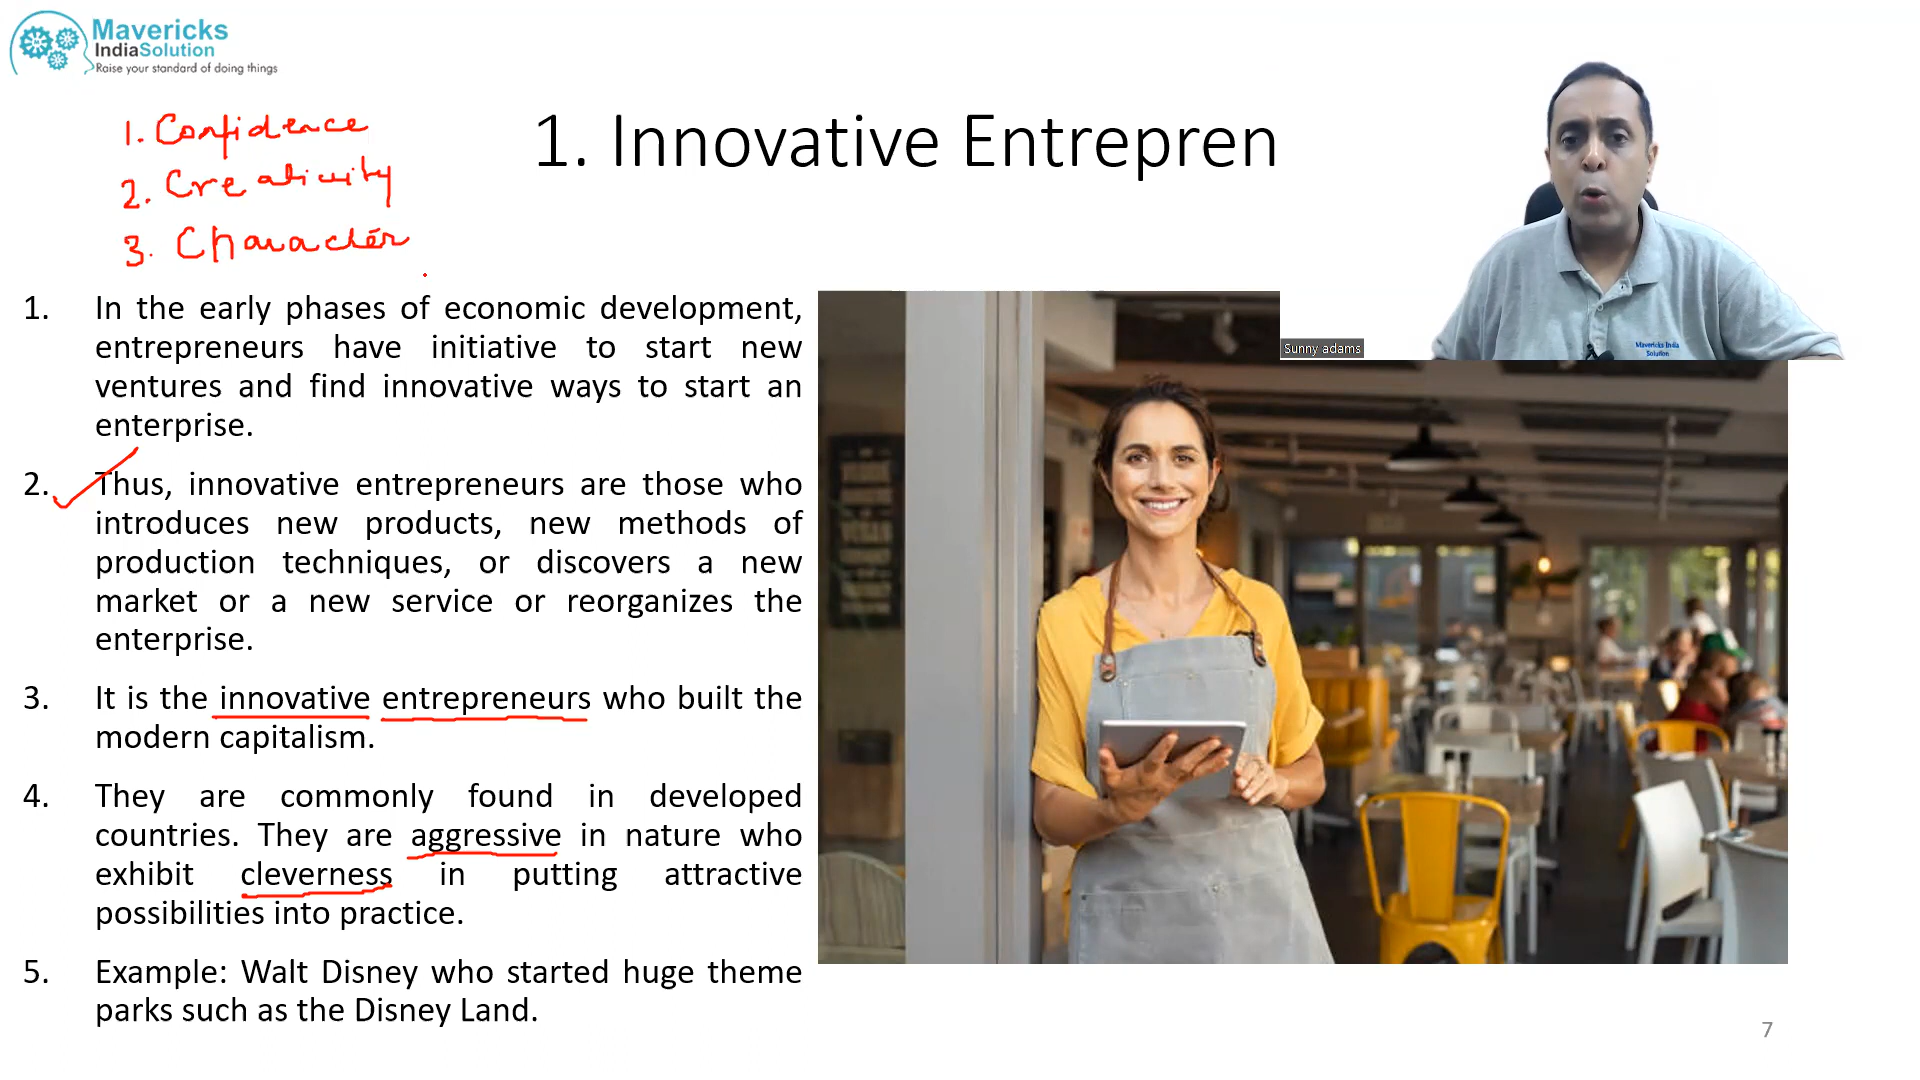 Mavericks
IndiaSolution
Raise your standard of doing things
1. Confidence
2. Creativity
3. Character
1. Innovative Entrepren
1. In the early phases of economic development,
entrepreneurs have initiative to start new
ventures and find innovative ways to start an
enterprise.
2. Thus, innovative entrepreneurs are those who
introduces new products, new methods of
production techniques, or discovers a new
market or a new service or reorganizes the
enterprise.
3. It is the innovative entrepreneurs who built the
modern capitalism.
4. They are commonly found in developed
countries. They are aggressive in nature who
exhibit cleverness in putting attractive
possibilities into practice.
5. Example: Walt Disney who started huge theme
parks such as the Disney Land.
Sunny adams
Mavericks India
Solution
7